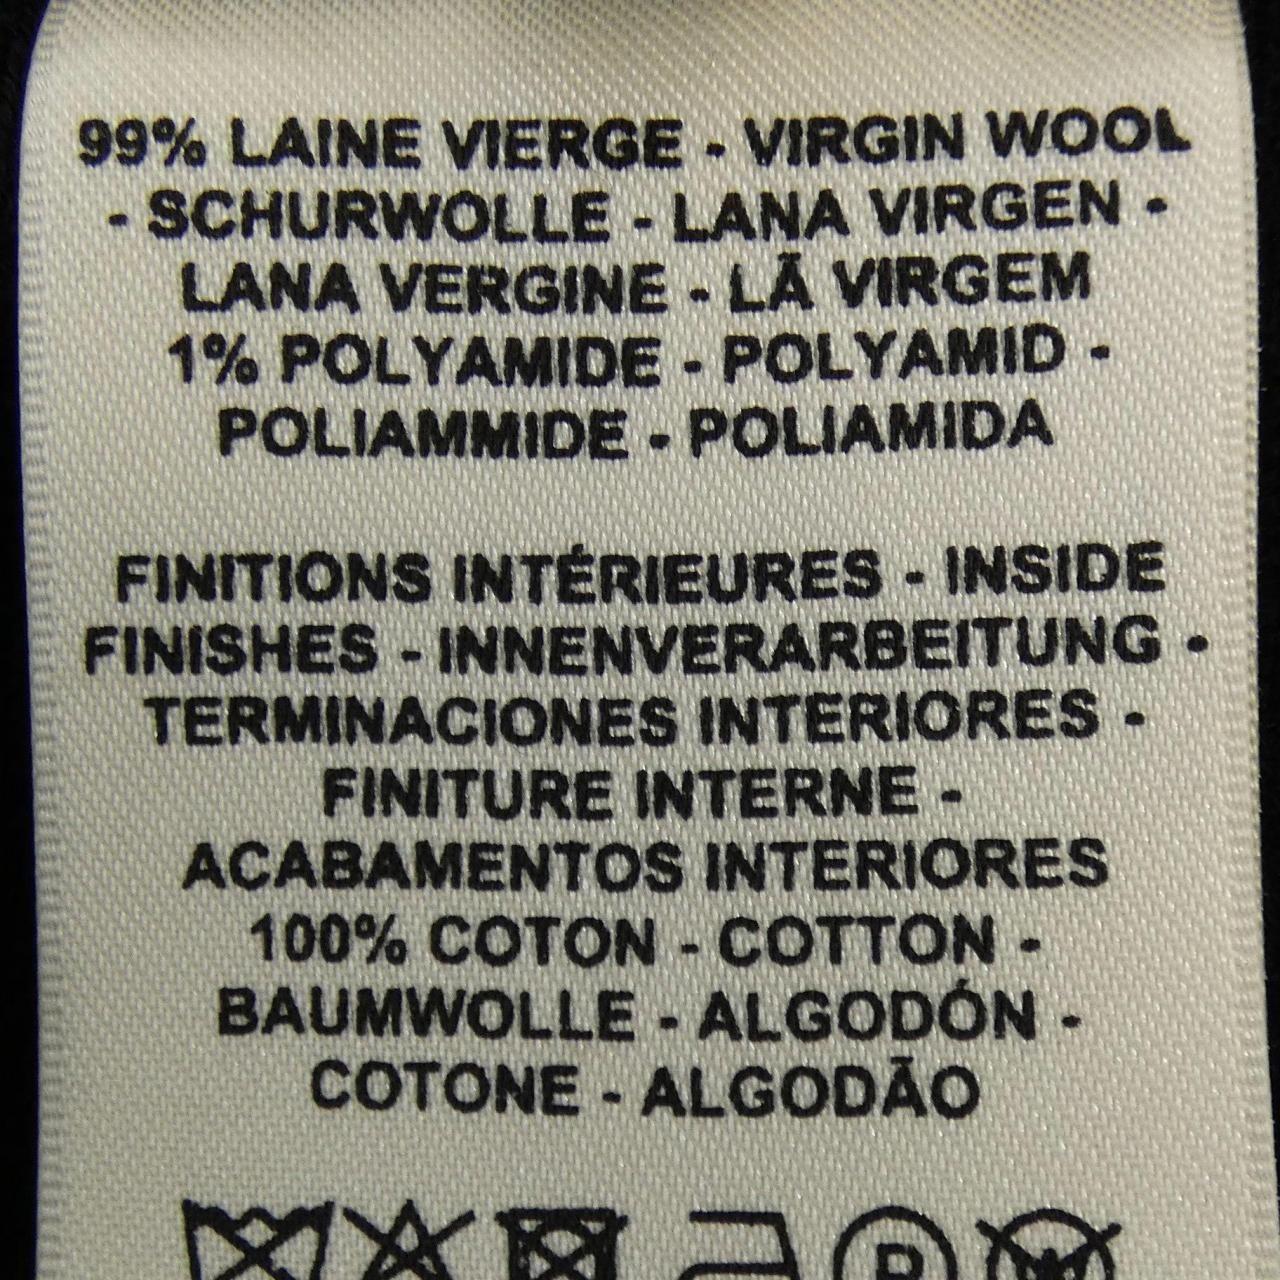 99% LAINE VIERGE - VIRGIN WOOL
- SCHURWOLLE - LANA VIRGEN -
LANA VERGINE - LÃ VIRGEM
1% POLYAMIDE - POLYAMID -
POLIAMMIDE - POLIAMIDA
FINITIONS INTÉRIEURES - INSIDE
FINISHES - INNENVERARBEITUNG -
TERMINACIONES INTERIORES -
FINITURE INTERNE -
ACABAMENTOS INTERIORES
100% COTON - COTTON -
BAUMWOLLE - ALGODÓN -
COTONE - ALGODÃO
P